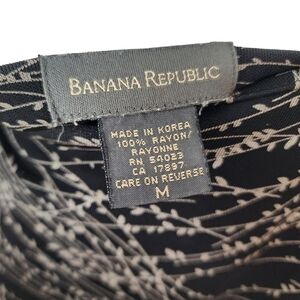 BANANA REPUBLIC
MADE IN KOREA
100% RAYON/
RAYONNE
RN 54023
CA 17897
CARE ON REVERSE
M